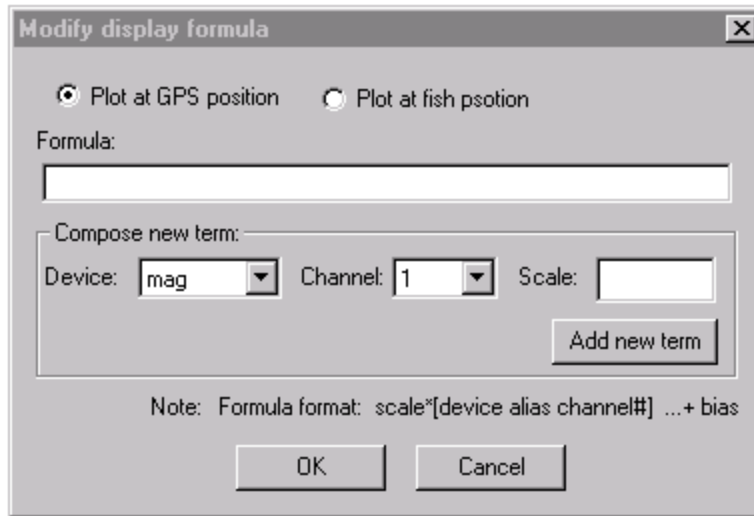 Modify display formula
Plot at GPS position Plot at fish psotion
Formula:
Compose new term:
Device: mag Channel: 1 Scale:
Add new term
Note: Formula format: scale*[device alias channel#] ...+ bias
OK Cancel